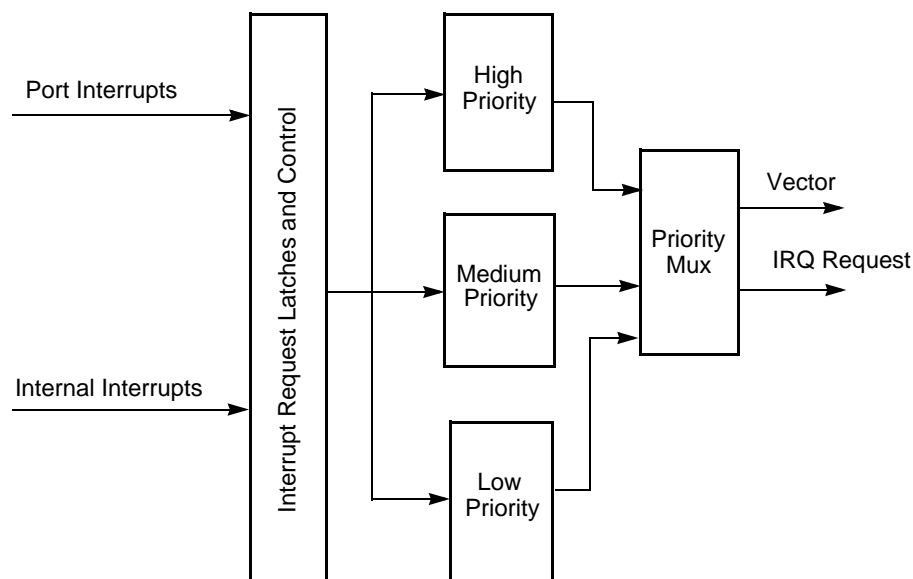 Port Interrupts
Internal Interrupts
Interrupt Request Latches and Control
High
Priority
Medium
Priority
Low
Priority
Priority
Mux
Vector
IRQ Request